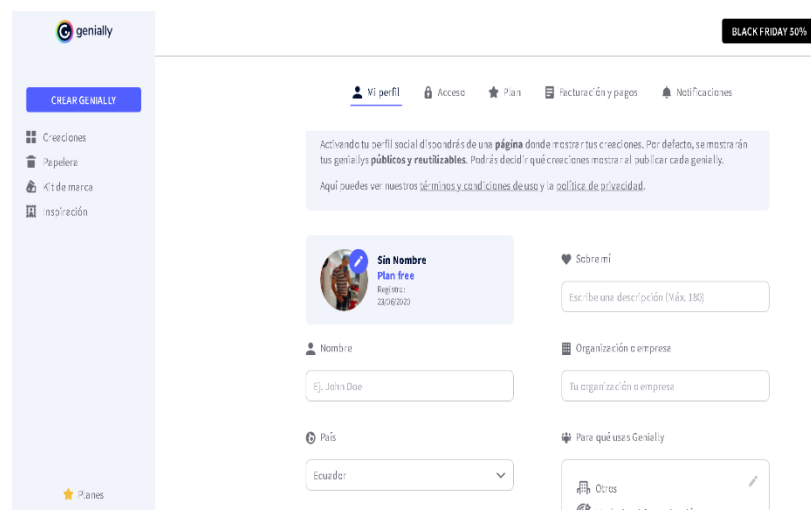 genially
BLACK FRIDAY 50%
CREAR GENIALLY
Creaciones
Papelera
Kit de marca
Inspiración
Planes
Mi perfil
Acceso
Plan
Facturación y pagos
Notificaciones
Activando tu perfil social dispondrás de una página donde mostrar tus creaciones. Por defecto, se mostrarán
tus geniallys públicos y reutilizables. Podrás decidir qué creaciones mostrar al publicar cada genially.
Aquí puedes ver nuestros términos y condiciones de uso y la política de privacidad.
Sin Nombre
Plan free
Registro:
23/06/2020
Nombre
Ej. John Doe
País
Ecuador
Sobre mí
Escribe una descripción (Máx. 180)
Organización o empresa
Tu organización o empresa
Para qué usas Genially
Otros